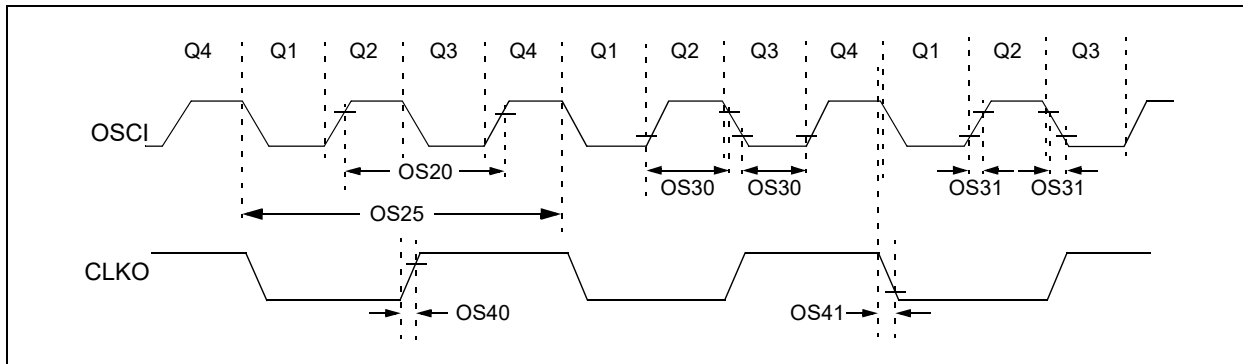 Q4 Q1 Q2 Q3 Q4 Q1 Q2 Q3 Q4 Q1 Q2 Q3
OSCI
OS20 OS30 OS30 OS31 OS31
OS25
CLKO
OS40 OS41